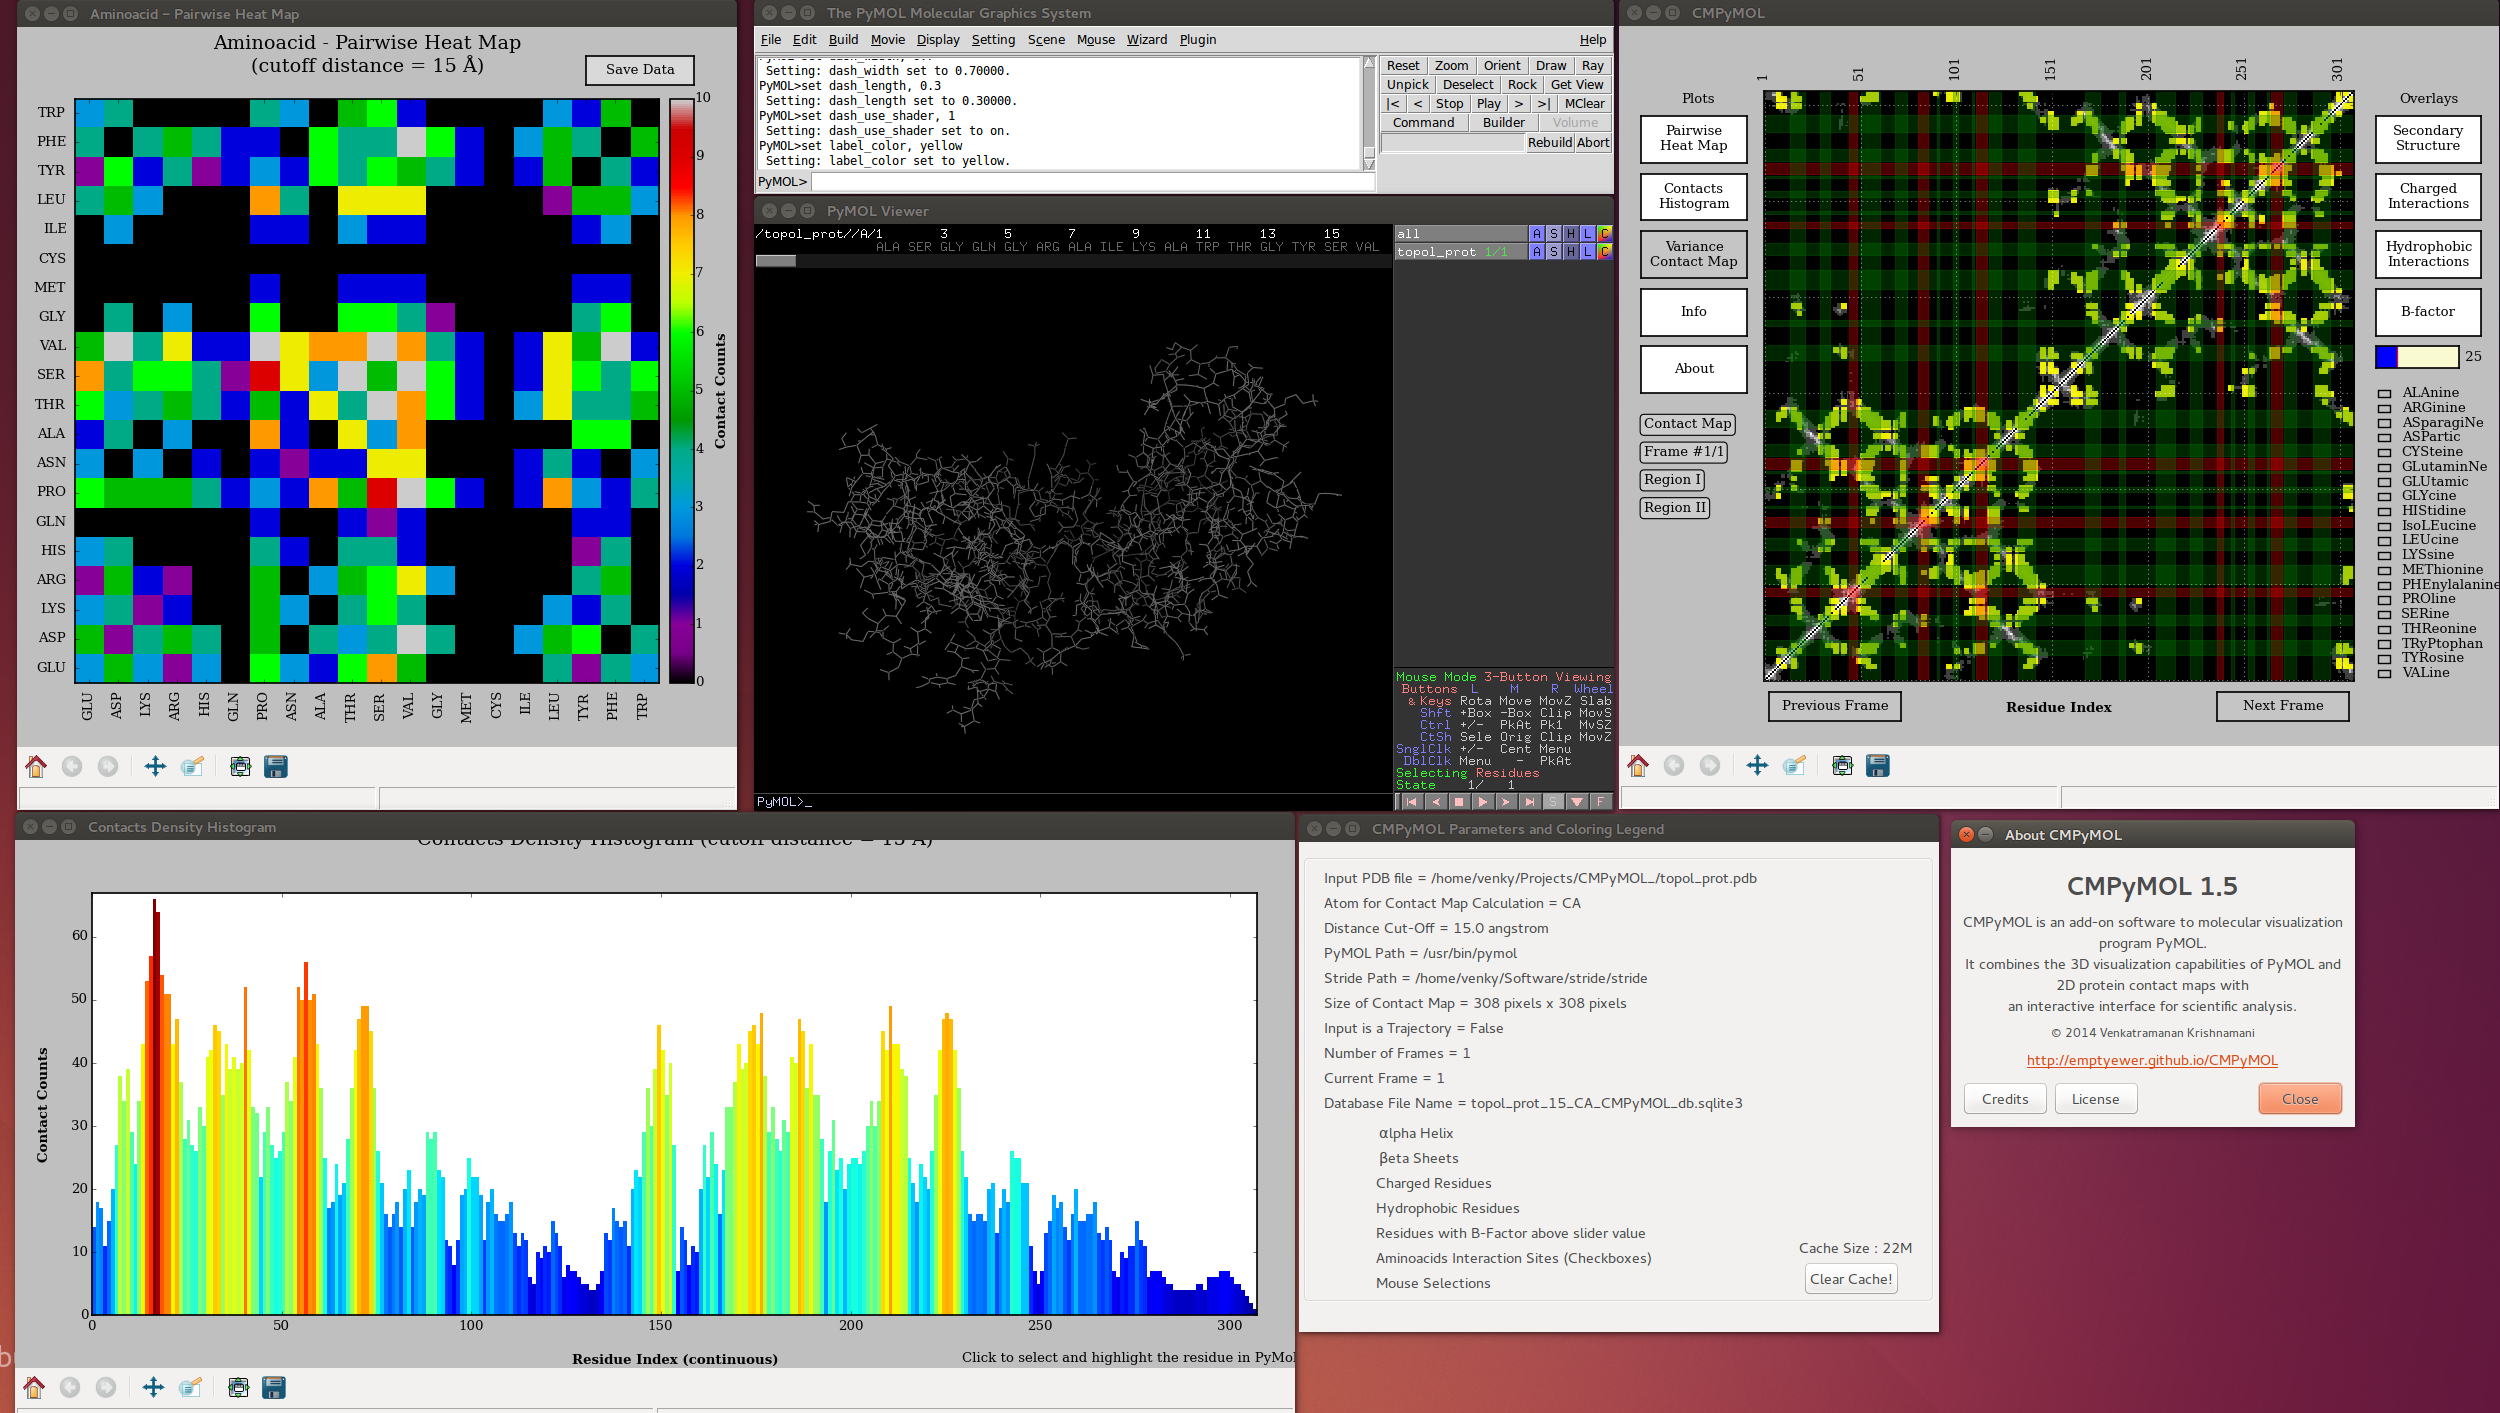 Aminoacid – Pairwise Heat Map
Aminoacid - Pairwise Heat Map
(cutoff distance = 15 Å)
Save Data
TRP
PHE
TYR
LEU
ILE
CYS
MET
GLY
VAL
SER
THR
ALA
ASN
PRO
GLN
HIS
ARG
LYS
ASP
GLU
GLU ASP LYS ARG HIS GLN PRO ASN ALA THR SER VAL GLY MET CYS ILE LEU TYR PHE TRP
10
9
8
7
6
5
4
3
2
1
0
Contact Counts
The PyMOL Molecular Graphics System
File Edit Build Movie Display Setting Scene Mouse Wizard Plugin Help
Setting: dash_width set to 0.70000.
PyMOL>set dash_length, 0.3
Setting: dash_length set to 0.30000.
PyMOL>set dash_use_shader, 1
Setting: dash_use_shader set to on.
PyMOL>set label_color, yellow
Setting: label_color set to yellow.
PyMOL>
Reset Zoom Orient Draw Ray
Unpick Deselect Rock Get View
|< < Stop Play > >| MClear
Command Builder Volume
Rebuild Abort
PyMOL Viewer
/topol_prot//A/1 3 5 7 9 11 13 15
ALA SER GLY GLN GLY ARG ALA ILE LYS ALA TRP THR GLY TYR SER VAL
all A S H L C
topol_prot 1/1 A S H L C
Mouse Mode 3-Button Viewing
Buttons L M R Wheel
& Keys Rota Move MovZ Slab
Shft +Box -Box Clip MovS
Ctrl +/- PkAt Pk1 MvSZ
CtSh Sele Orig Clip MovZ
SnglClk +/- Cent Menu
DblClk Menu - PkAt
Selecting Residues
State 1/ 1
PyMOL>_
S F
CMPyMOL
1 51 101 151 201 251 301
Plots
Pairwise
Heat Map
Contacts
Histogram
Variance
Contact Map
Info
About
Contact Map
Frame #1/1
Region I
Region II
Overlays
Secondary
Structure
Charged
Interactions
Hydrophobic
Interactions
B-factor
25
ALAnine
ARGinine
ASparagiNe
ASPartic
CYSteine
GLutamiNe
GLUtamic
GLYcine
HIStidine
IsoLEucine
LEUcine
LYSsine
METhionine
PHEnylalanine
PROline
SERine
THReonine
TRyPtophan
TYRosine
VALine
Previous Frame
Residue Index
Next Frame
Contacts Density Histogram
Contacts Density Histogram (cutoff distance = 15 Å)
Contact Counts
60
50
40
30
20
10
0
0 50 100 150 200 250 300
Residue Index (continuous)
Click to select and highlight the residue in PyMol
CMPyMOL Parameters and Coloring Legend
Input PDB file = /home/venky/Projects/CMPyMOL_/topol_prot.pdb
Atom for Contact Map Calculation = CA
Distance Cut-Off = 15.0 angstrom
PyMOL Path = /usr/bin/pymol
Stride Path = /home/venky/Software/stride/stride
Size of Contact Map = 308 pixels x 308 pixels
Input is a Trajectory = False
Number of Frames = 1
Current Frame = 1
Database File Name = topol_prot_15_CA_CMPyMOL_db.sqlite3
αlpha Helix
βeta Sheets
Charged Residues
Hydrophobic Residues
Residues with B-Factor above slider value
Aminoacids Interaction Sites (Checkboxes)
Mouse Selections
Cache Size : 22M
Clear Cache!
About CMPyMOL
CMPyMOL 1.5
CMPyMOL is an add-on software to molecular visualization
program PyMOL.
It combines the 3D visualization capabilities of PyMOL and
2D protein contact maps with
an interactive interface for scientific analysis.
© 2014 Venkatramanan Krishnamani
http://emptyewer.github.io/CMPyMOL
Credits License Close